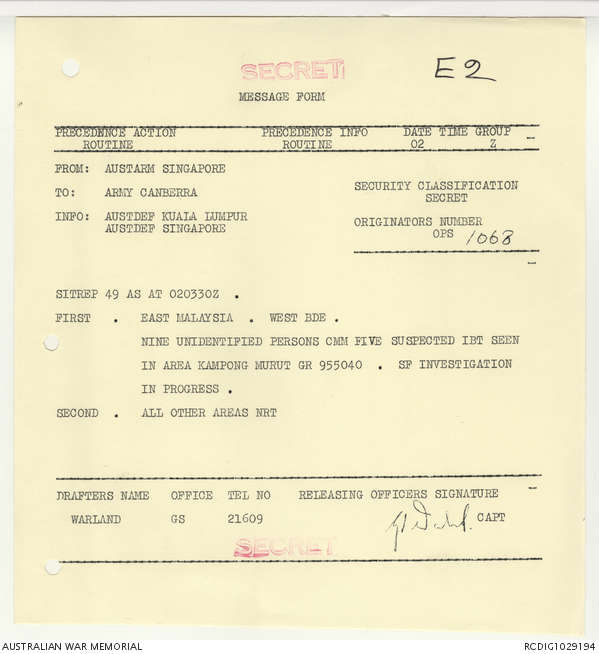 SECRET E2
MESSAGE FORM
PRECEDENCE ACTION PRECEDENCE INFO DATE TIME GROUP
ROUTINE ROUTINE 02 Z
FROM: AUSTARM SINGAPORE
TO: ARMY CANBERRA
SECURITY CLASSIFICATION
SECRET
INFO: AUSTDEF KUALA LUMPUR
AUSTDEF SINGAPORE
ORIGINATORS NUMBER
OPS 1068
SITREP 49 AS AT 020330Z .
FIRST . EAST MALAYSIA . WEST BDE .
NINE UNIDENTIFIED PERSONS CMM FIVE SUSPECTED IBT SEEN
IN AREA KAMPONG MURUT GR 955040 . SF INVESTIGATION
IN PROGRESS .
SECOND . ALL OTHER AREAS NRT
DRAFTERS NAME OFFICE TEL NO RELEASING OFFICERS SIGNATURE
WARLAND GS 21609 CAPT
SECRET
AUSTRALIAN WAR MEMORIAL RCDIG1029194